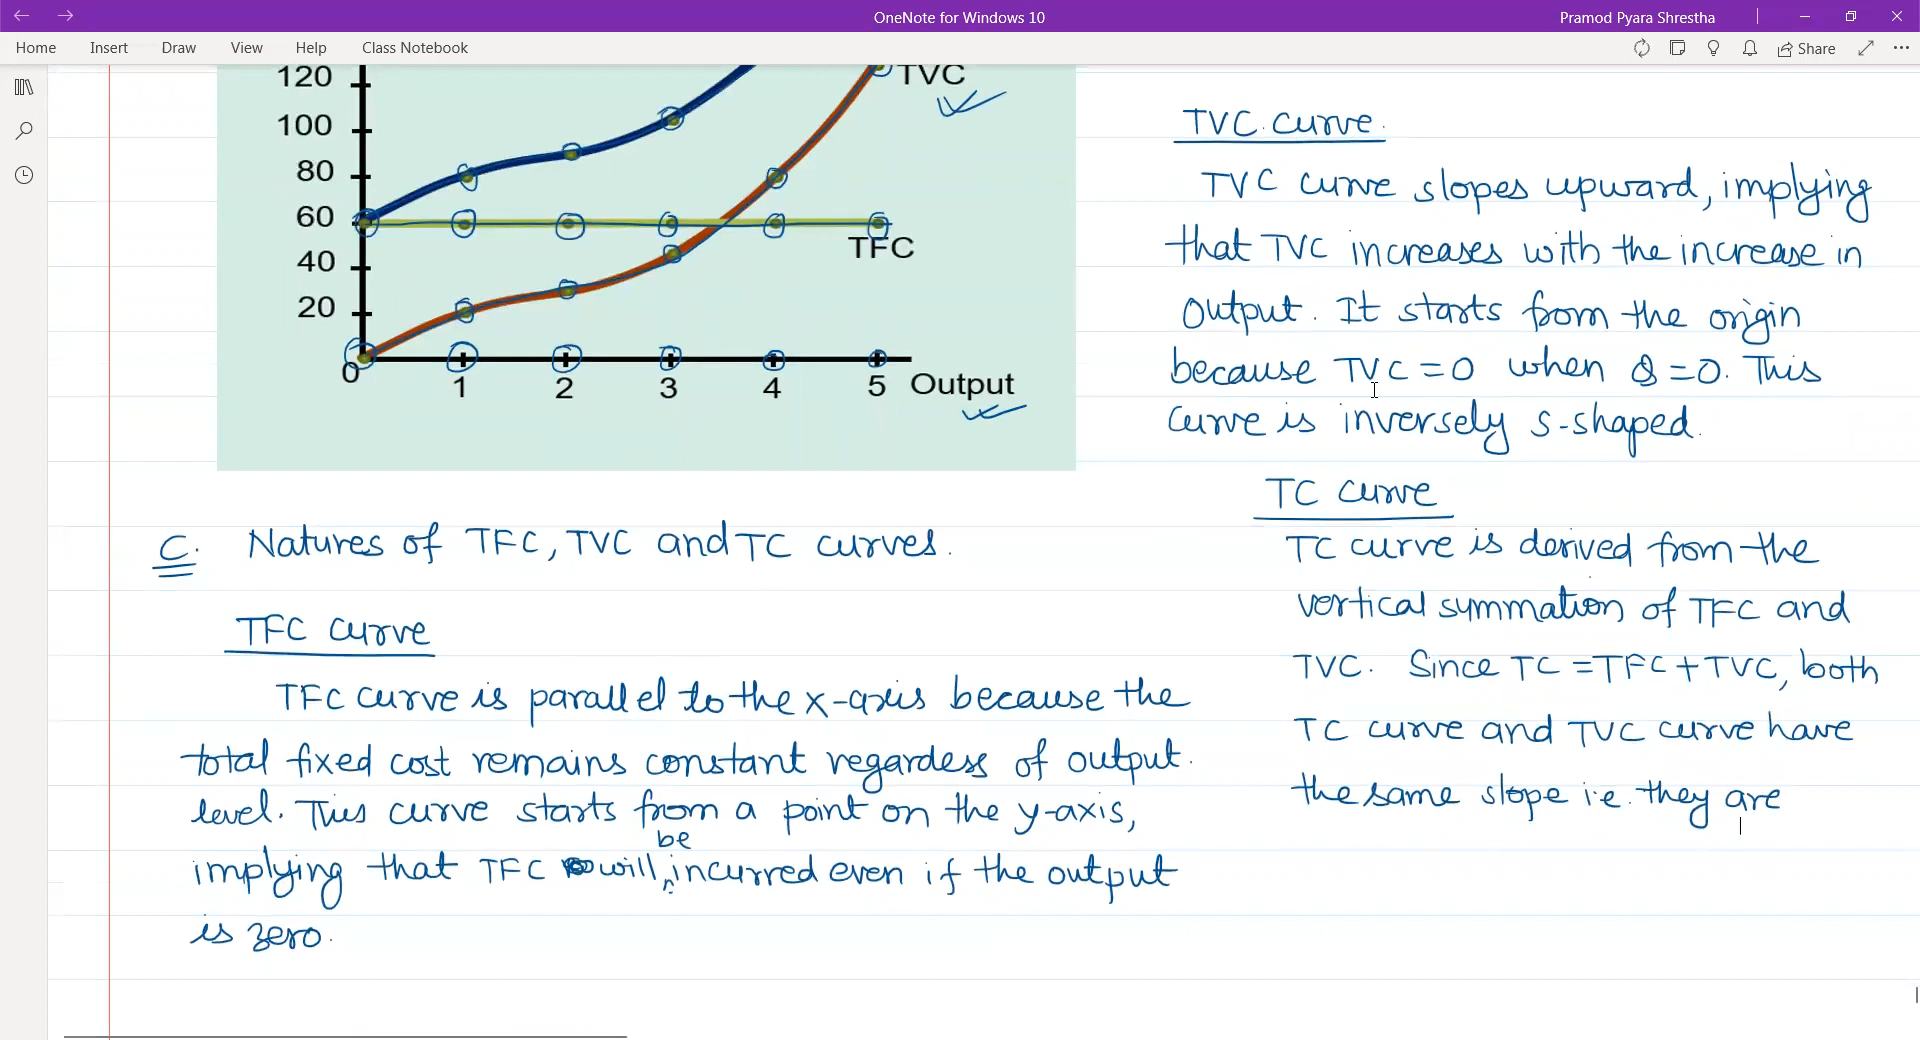 OneNote for Windows 10
Pramod Pyara Shrestha
Home Insert Draw View Help Class Notebook
Share
120
100
80
60
40
20
0
1 2 3 4 5 Output
TVC
TFC
C. Natures of TFC, TVC and TC curves.
TFC curve
TFC curve is parallel to the x-axis because the
total fixed cost remains constant regardess of output
level. This curve starts from a point on the y-axis,
be
implying that TFC will incurred even if the output
is zero.
TVC curve
TVC curve slopes upward, implying
that TVC increases with the increase in
output. It starts from the origin
because TVC = 0 when Q = 0. This
curve is inversely s-shaped.
TC curve
TC curve is derived from the
vertical summation of TFC and
TVC. Since TC = TFC + TVC, both
TC curve and TVC curve have
the same slope i.e. they are